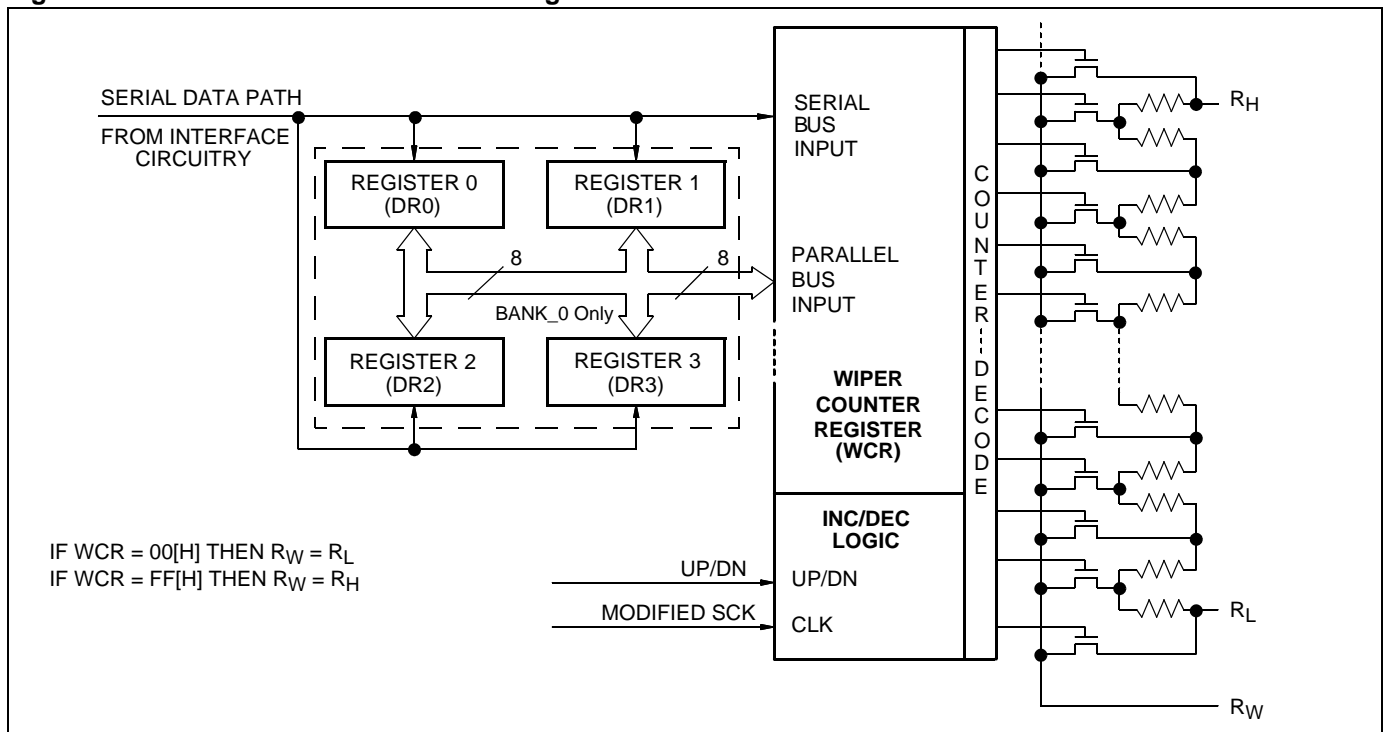 SERIAL DATA PATH
FROM INTERFACE
CIRCUITRY
REGISTER 0
(DR0)
REGISTER 1
(DR1)
8
8
BANK_0 Only
REGISTER 2
(DR2)
REGISTER 3
(DR3)
SERIAL
BUS
INPUT
PARALLEL
BUS
INPUT
WIPER
COUNTER
REGISTER
(WCR)
INC/DEC
LOGIC
UP/DN
UP/DN
MODIFIED SCK
CLK
COUNTER
DECODE
RH
RL
RW
IF WCR = 00[H] THEN RW = RL
IF WCR = FF[H] THEN RW = RH